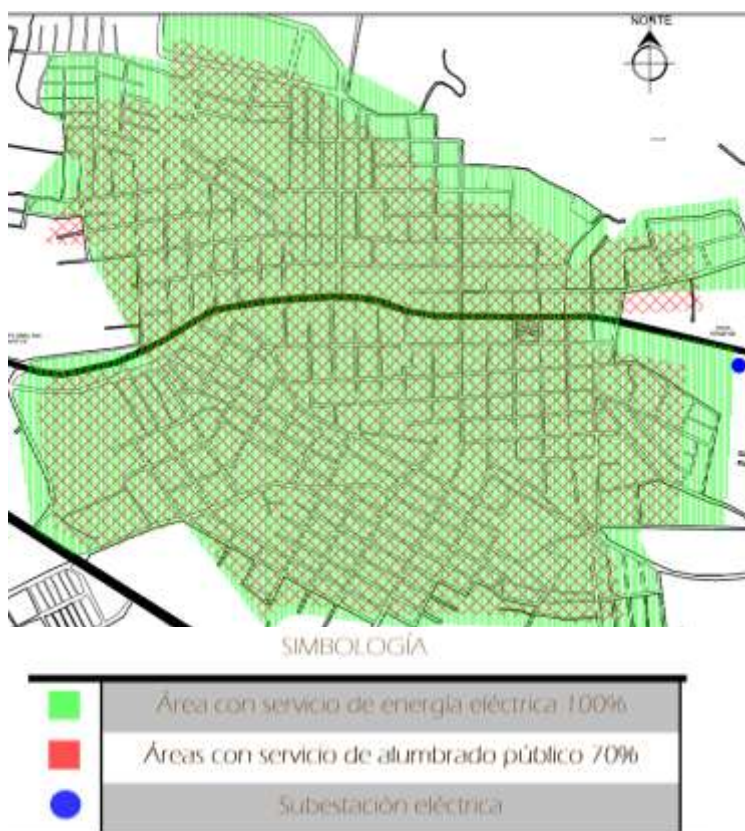 NORTE
SIMBOLOGÍA
Área con servicio de energía eléctrica 100%
Áreas con servicio de alumbrado público 70%
Subestación eléctrica